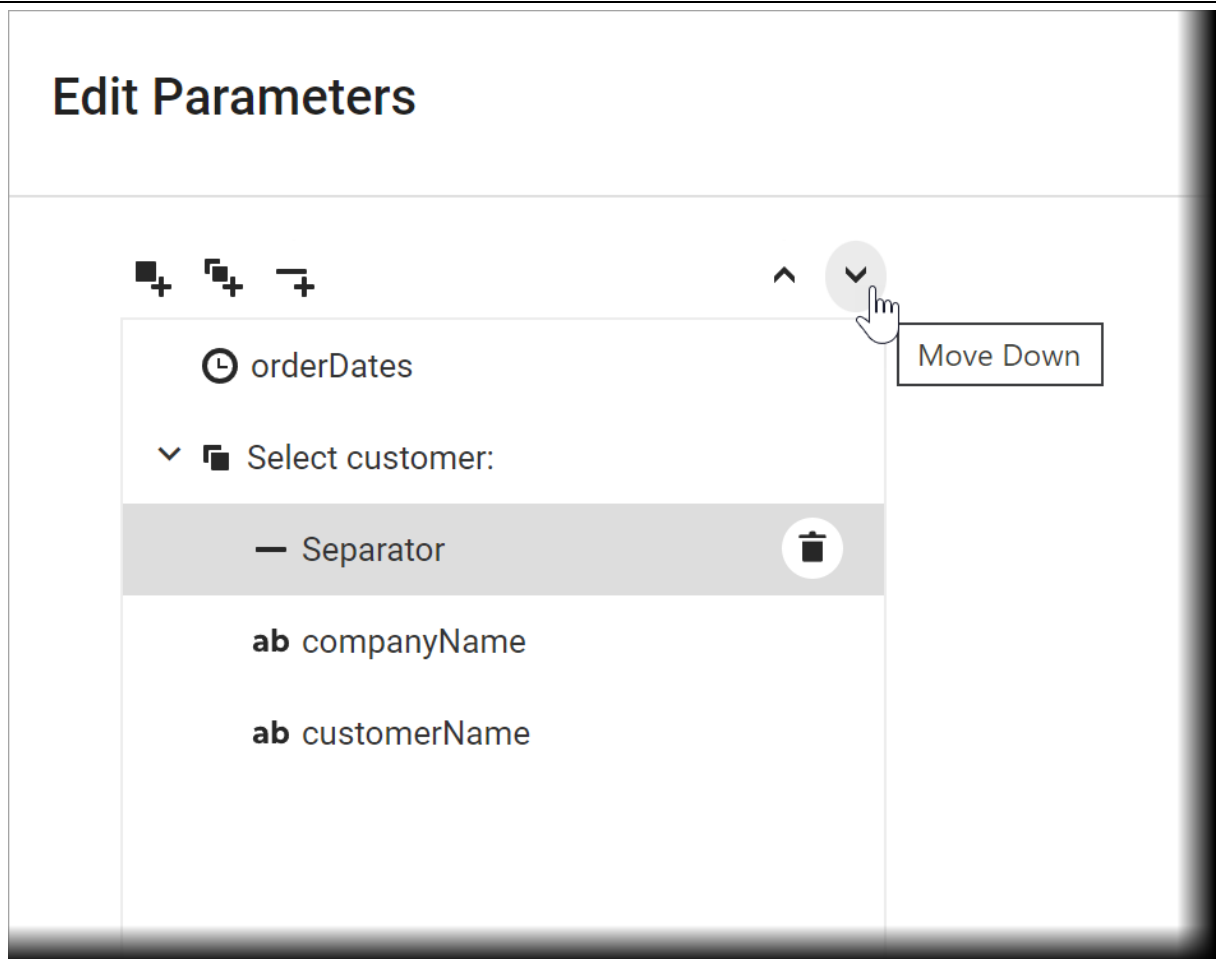 Edit Parameters
orderDates
Move Down
Select customer:
Separator
ab companyName
ab customerName